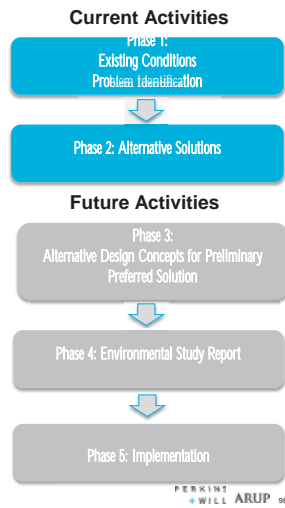 Current Activities
Phase 1:
Existing Conditions
Problem Identification
Phase 2: Alternative Solutions
Future Activities
Phase 3:
Alternative Design Concepts for Preliminary
Preferred Solution
Phase 4: Environmental Study Report
Phase 5: Implementation
PERKINS
+WILL ARUP 98